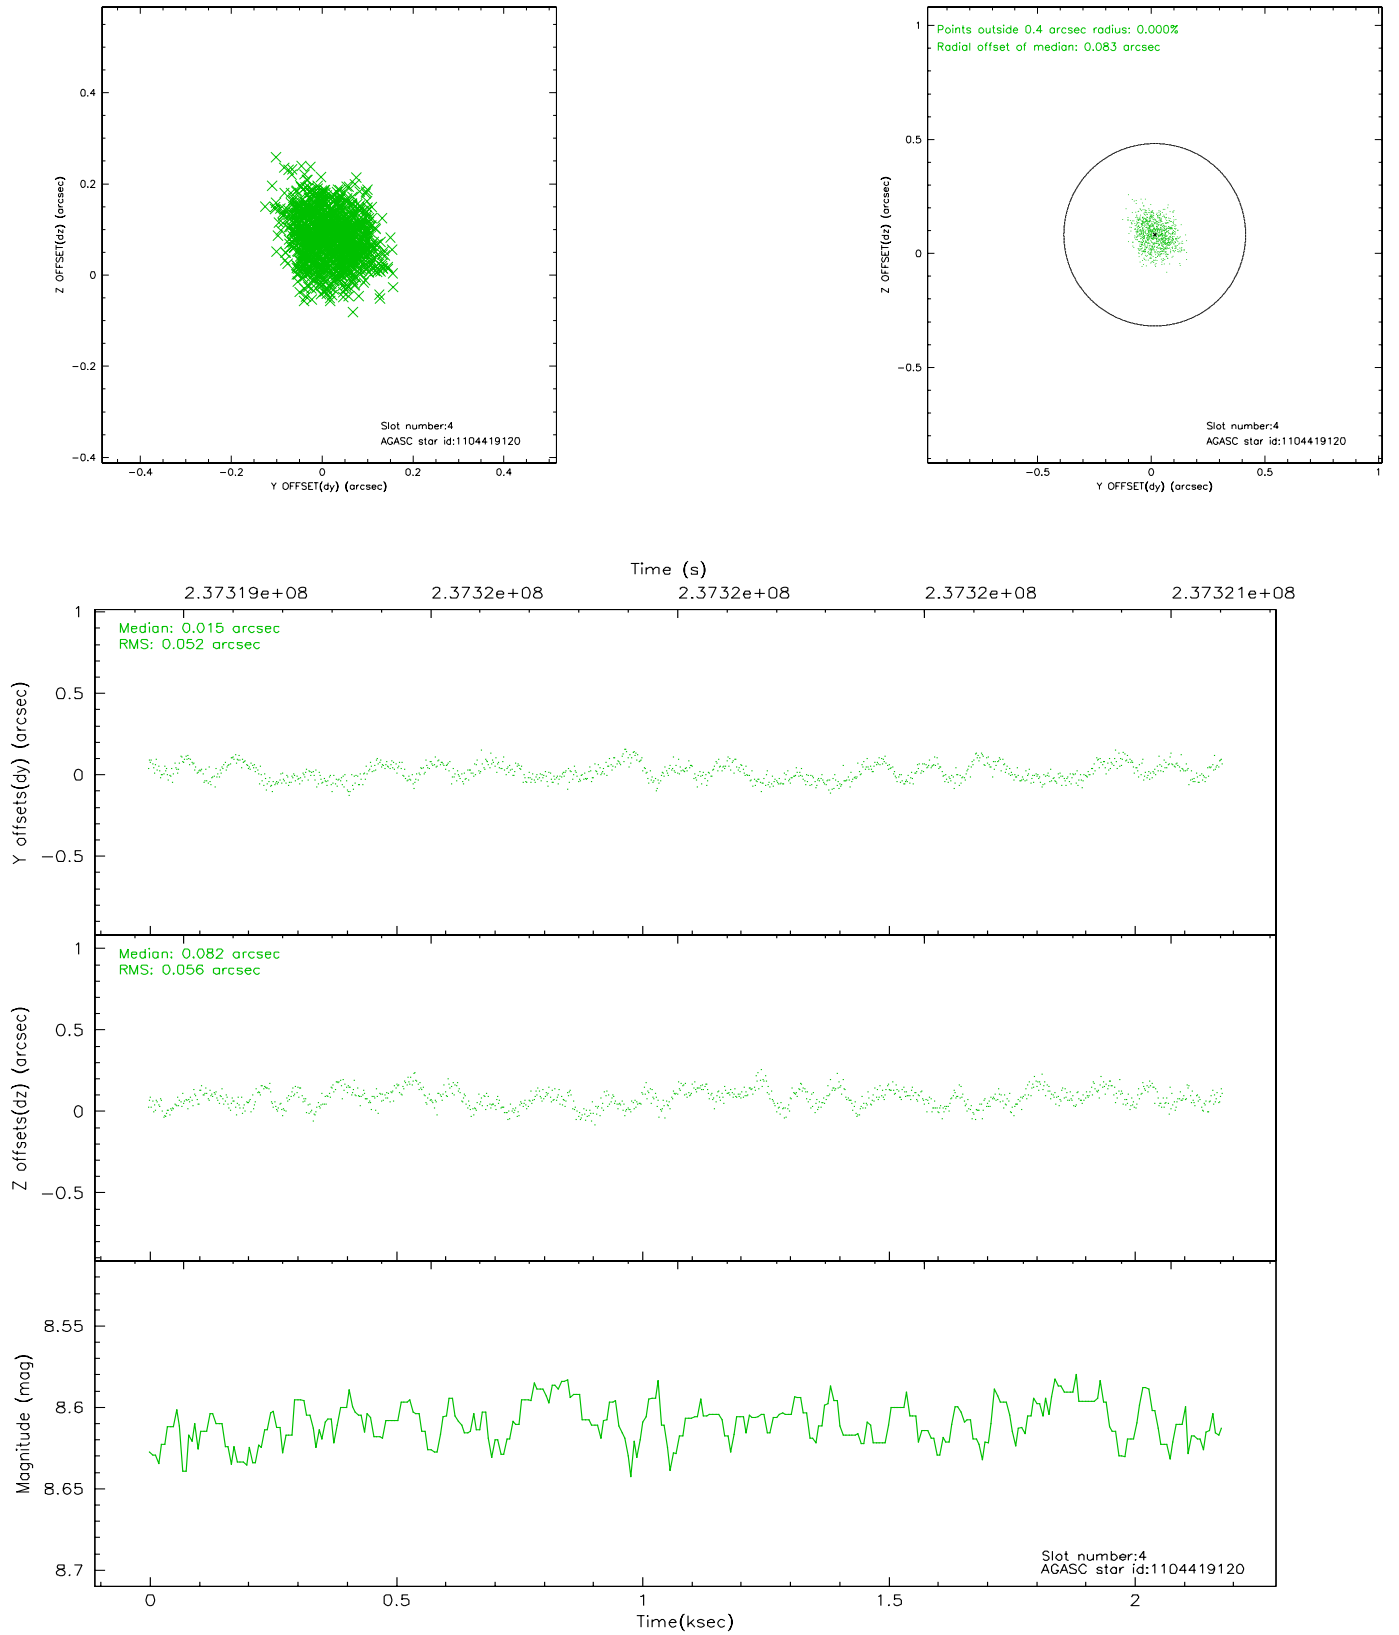 0.4
0.2
0
−0.2
−0.4
Z OFFSET(dz) (arcsec)
Slot number:4
AGASC star id:1104419120
−0.4 −0.2 0 0.2 0.4
Y OFFSET(dy) (arcsec)
Points outside 0.4 arcsec radius: 0.000%
Radial offset of median: 0.083 arcsec
1
0.5
0
−0.5
Z OFFSET(dz) (arcsec)
Slot number:4
AGASC star id:1104419120
−0.5 0 0.5 1
Y OFFSET(dy) (arcsec)
Time (s)
2.37319e+08 2.3732e+08 2.3732e+08 2.3732e+08 2.37321e+08
Median: 0.015 arcsec
RMS: 0.052 arcsec
1
0.5
0
−0.5
Y offsets(dy) (arcsec)
Median: 0.082 arcsec
RMS: 0.056 arcsec
1
0.5
0
−0.5
Z offsets(dz) (arcsec)
8.55
8.6
8.65
8.7
Magnitude (mag)
Slot number:4
AGASC star id:1104419120
0 0.5 1 1.5 2
Time(ksec)